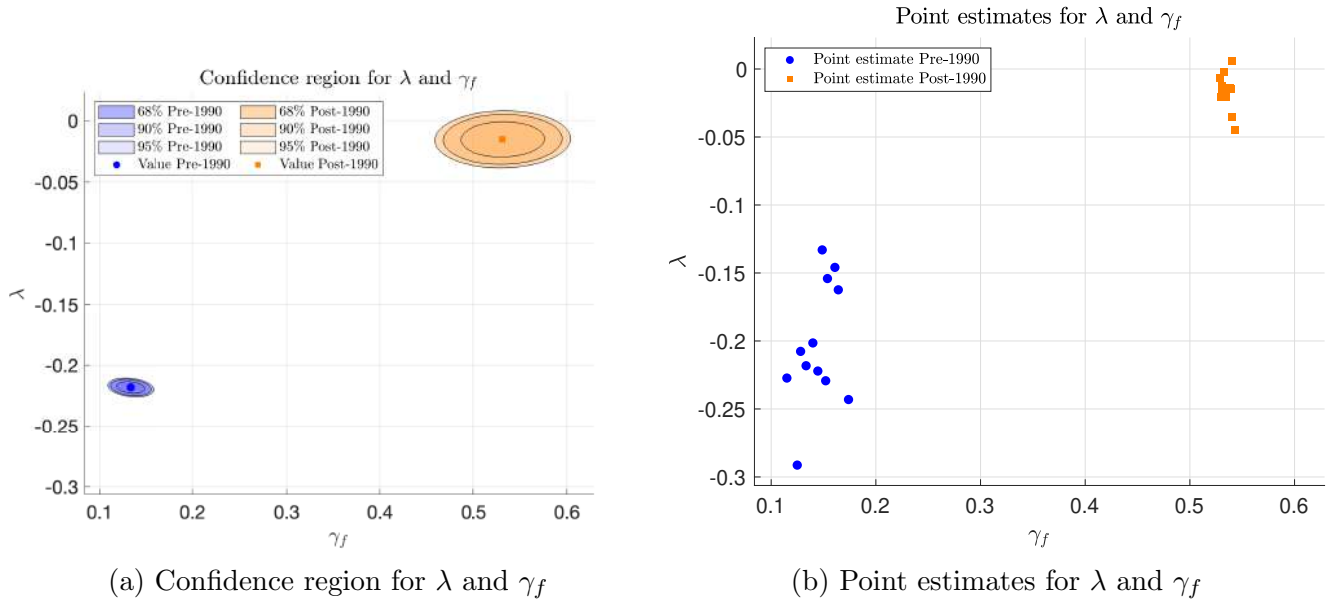 Confidence region for λ and γ_f
68% Pre-1990
68% Post-1990
90% Pre-1990
90% Post-1990
95% Pre-1990
95% Post-1990
Value Pre-1990
Value Post-1990
0
-0.05
-0.1
-0.15
-0.2
-0.25
-0.3
λ
0.1 0.2 0.3 0.4 0.5 0.6
γ_f
(a) Confidence region for λ and γ_f
Point estimates for λ and γ_f
Point estimate Pre-1990
Point estimate Post-1990
0
-0.05
-0.1
-0.15
-0.2
-0.25
-0.3
λ
0.1 0.2 0.3 0.4 0.5 0.6
γ_f
(b) Point estimates for λ and γ_f